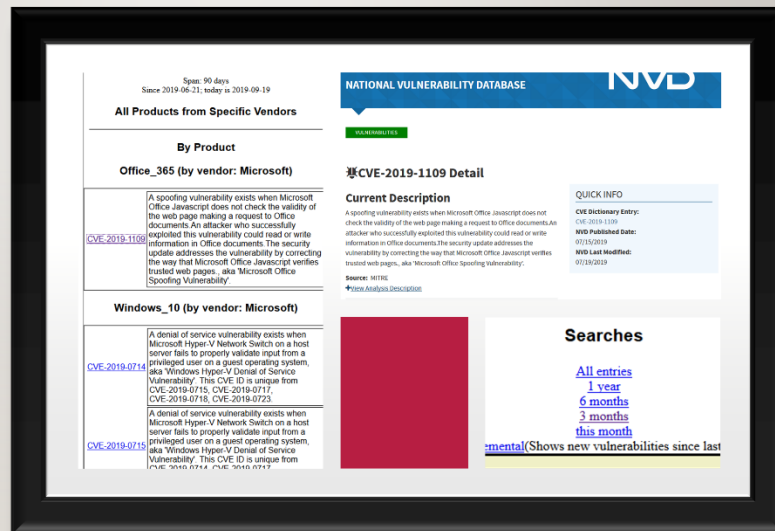 Span: 90 days
Since 2019-06-21; today is 2019-09-19
All Products from Specific Vendors
By Product
Office_365 (by vendor: Microsoft)
CVE-2019-1109
A spoofing vulnerability exists when Microsoft
Office Javascript does not check the validity of
the web page making a request to Office
documents.An attacker who successfully
exploited this vulnerability could read or write
information in Office documents.The security
update addresses the vulnerability by correcting
the way that Microsoft Office Javascript verifies
trusted web pages., aka 'Microsoft Office
Spoofing Vulnerability'.
Windows_10 (by vendor: Microsoft)
CVE-2019-0714
A denial of service vulnerability exists when
Microsoft Hyper-V Network Switch on a host
server fails to properly validate input from a
privileged user on a guest operating system,
aka 'Windows Hyper-V Denial of Service
Vulnerability'. This CVE ID is unique from
CVE-2019-0715, CVE-2019-0717,
CVE-2019-0718, CVE-2019-0723.
CVE-2019-0715
A denial of service vulnerability exists when
Microsoft Hyper-V Network Switch on a host
server fails to properly validate input from a
privileged user on a guest operating system,
aka 'Windows Hyper-V Denial of Service
Vulnerability'. This CVE ID is unique from
CVE-2019-0714, CVE-2019-0717,
NATIONAL VULNERABILITY DATABASE
NVD
VULNERABILITIES
CVE-2019-1109 Detail
Current Description
A spoofing vulnerability exists when Microsoft Office Javascript does not
check the validity of the web page making a request to Office documents.An
attacker who successfully exploited this vulnerability could read or write
information in Office documents.The security update addresses the
vulnerability by correcting the way that Microsoft Office Javascript verifies
trusted web pages., aka 'Microsoft Office Spoofing Vulnerability'.
Source: MITRE
+View Analysis Description
QUICK INFO
CVE Dictionary Entry:
CVE-2019-1109
NVD Published Date:
07/15/2019
NVD Last Modified:
07/19/2019
Searches
All entries
1 year
6 months
3 months
this month
emental(Shows new vulnerabilities since last